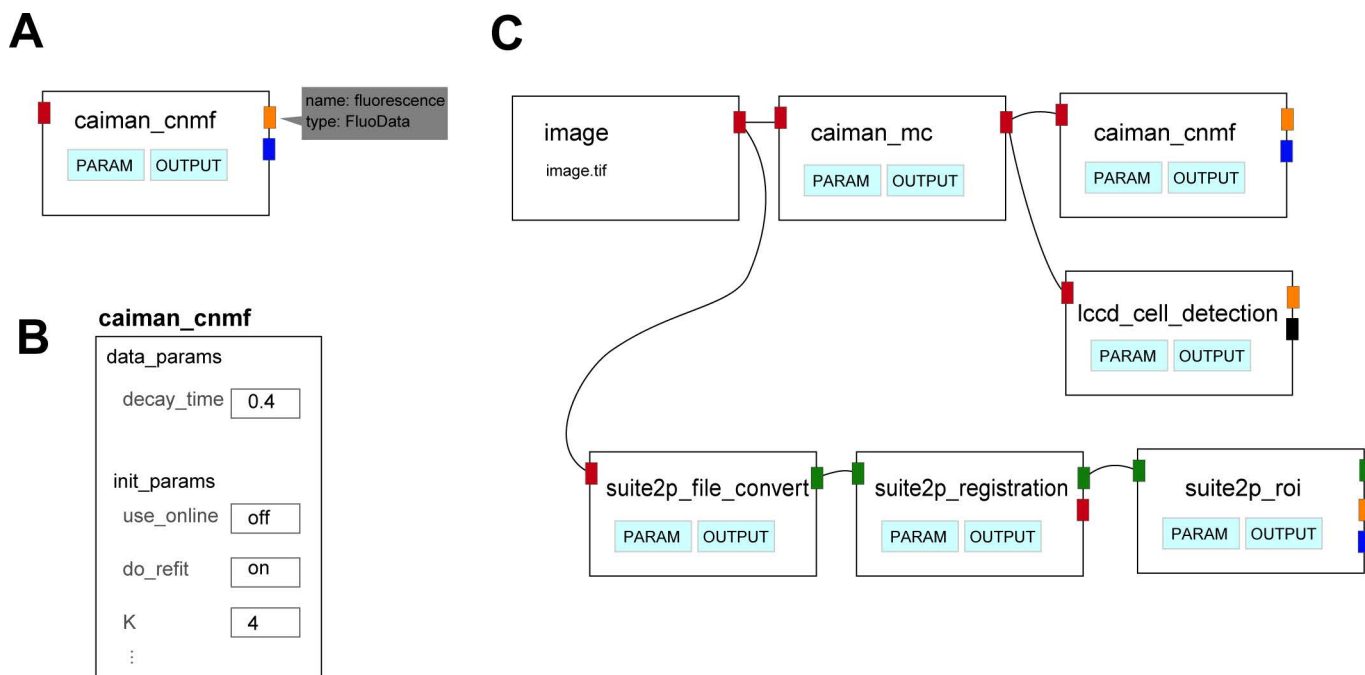 A
caiman_cnmf
PARAM OUTPUT
name: fluorescence
type: FluoData
B
caiman_cnmf
data_params
decay_time 0.4
init_params
use_online off
do_refit on
K 4
⋮
C
image
image.tif
caiman_mc
PARAM OUTPUT
caiman_cnmf
PARAM OUTPUT
lccd_cell_detection
PARAM OUTPUT
suite2p_file_convert
PARAM OUTPUT
suite2p_registration
PARAM OUTPUT
suite2p_roi
PARAM OUTPUT